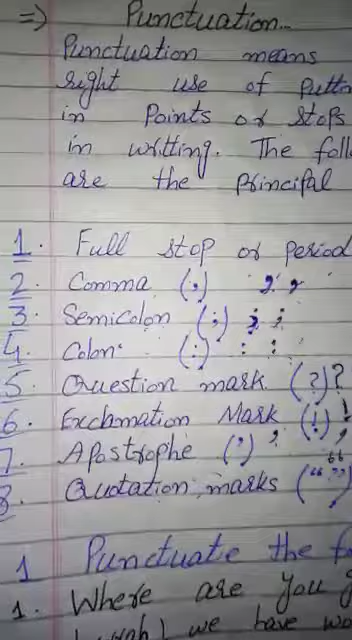 => Punctuation...
Punctuation means
right use of putt
in Points or stops
in writting. The foll
are the principal
1. Full stop or period
2. Comma (,) , ,
3. Semicolon (;) ; ;
4. Colon (:) : :
5. Question mark (?) ?
6. Exclamation Mark (!) !
7. Apostrophe (') ' '
8. Quotation marks (“ ”) “
1 Punctuate the f
1. Where are you g
we have wo